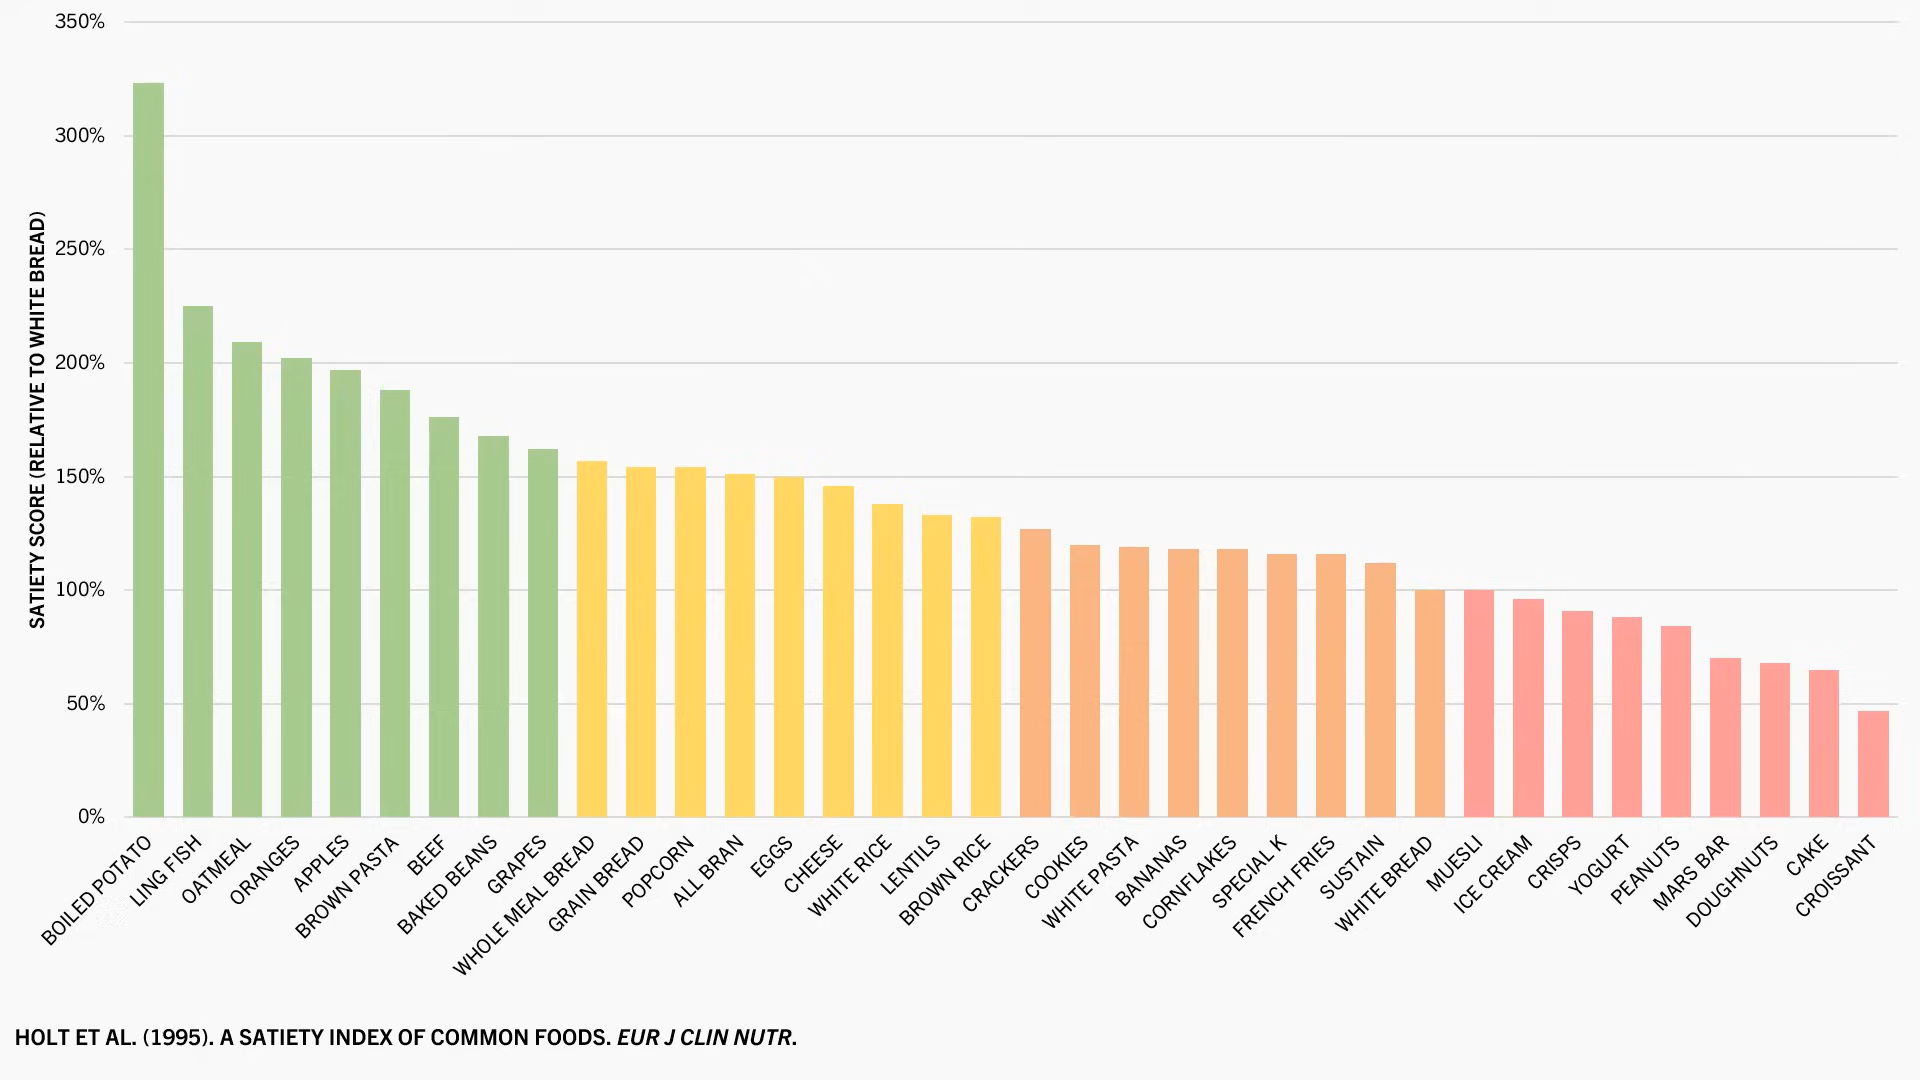 350%
300%
250%
200%
150%
100%
50%
0%
SATIETY SCORE (RELATIVE TO WHITE BREAD)
BOILED POTATO
LING FISH
OATMEAL
ORANGES
APPLES
BROWN PASTA
BEEF
BAKED BEANS
GRAPES
WHOLE MEAL BREAD
GRAIN BREAD
POPCORN
ALL BRAN
EGGS
CHEESE
WHITE RICE
LENTILS
BROWN RICE
CRACKERS
COOKIES
WHITE PASTA
BANANAS
CORNFLAKES
SPECIAL K
FRENCH FRIES
SUSTAIN
WHITE BREAD
MUESLI
ICE CREAM
CRISPS
YOGURT
PEANUTS
MARS BAR
DOUGHNUTS
CAKE
CROISSANT
HOLT ET AL. (1995). A SATIETY INDEX OF COMMON FOODS. EUR J CLIN NUTR.